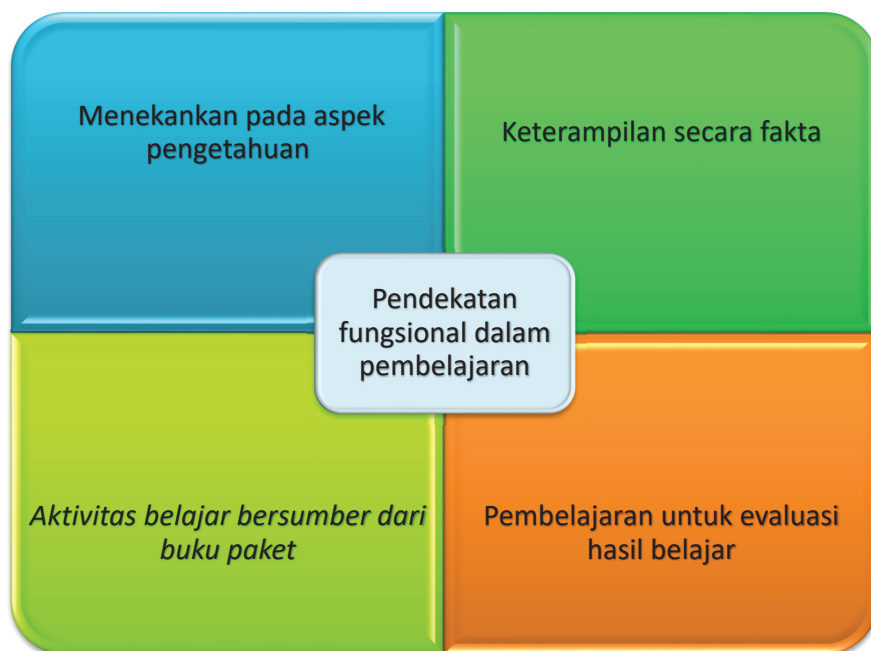 Menekankan pada aspek
pengetahuan
Keterampilan secara fakta
Pendekatan
fungsional dalam
pembelajaran
Aktivitas belajar bersumber dari
buku paket
Pembelajaran untuk evaluasi
hasil belajar